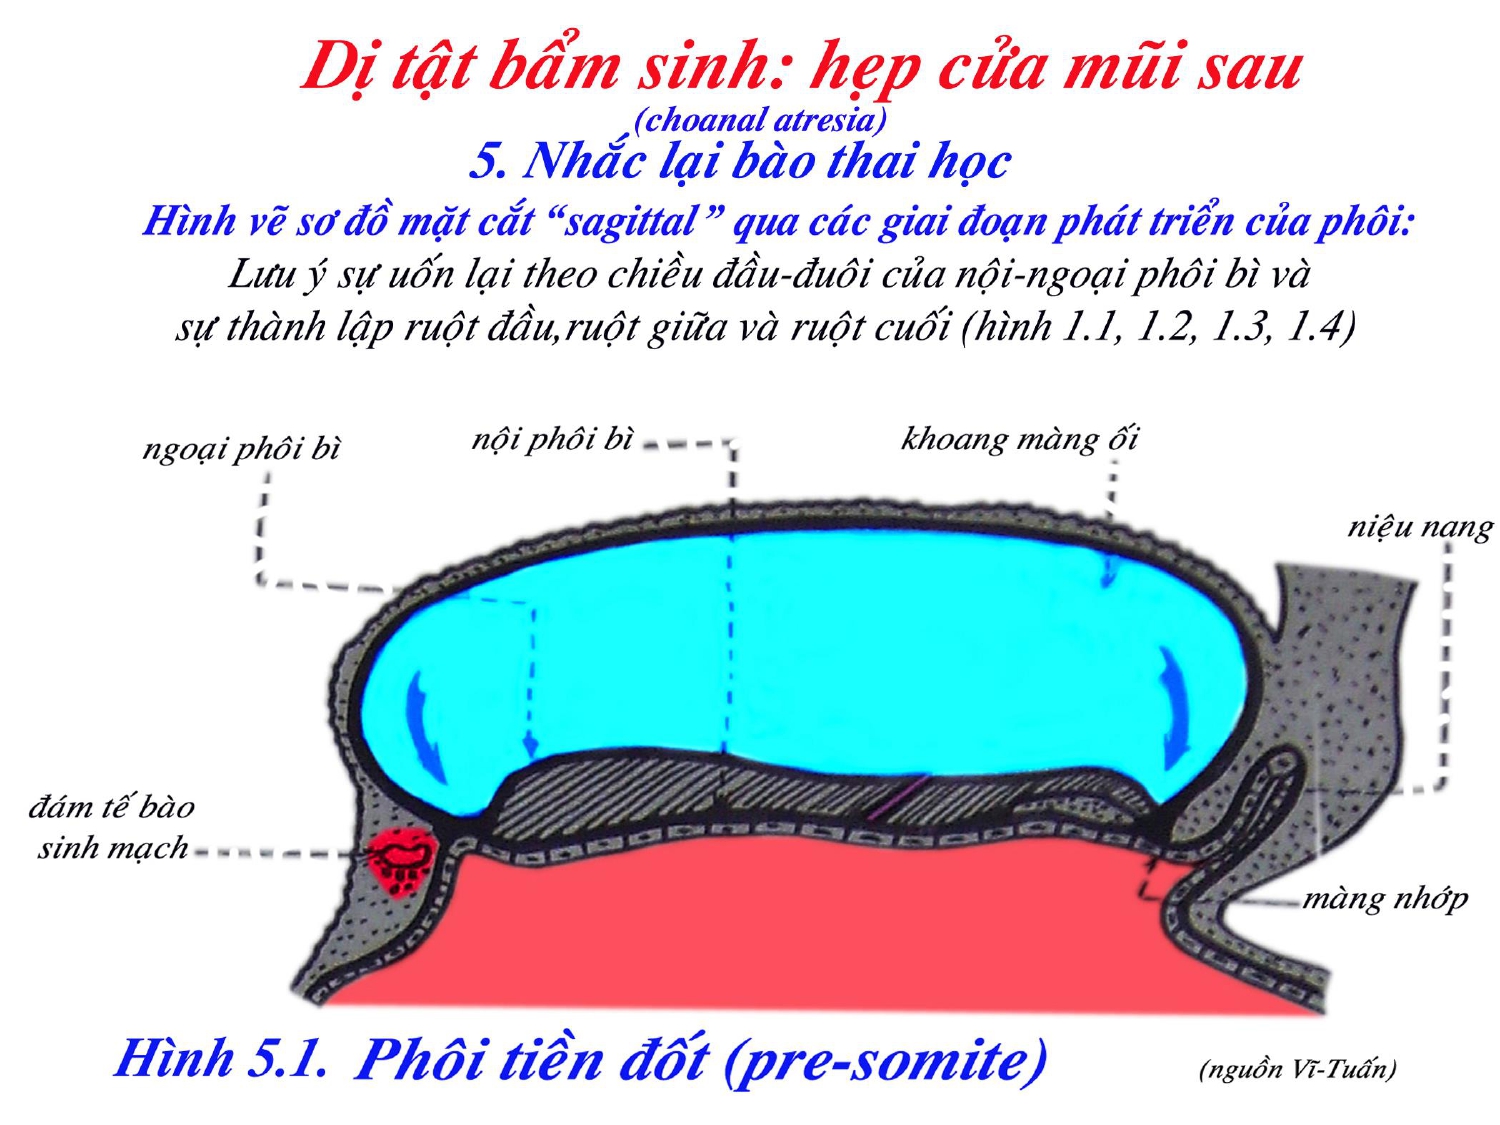 Dị tật bẩm sinh: hẹp cửa mũi sau
(choanal atresia)
5. Nhắc lại bào thai học
Hình vẽ sơ đồ mặt cắt “sagittal” qua các giai đoạn phát triển của phôi:
Lưu ý sự uốn lại theo chiều đầu-đuôi của nội-ngoại phôi bì và
sự thành lập ruột đầu,ruột giữa và ruột cuối (hình 1.1, 1.2, 1.3, 1.4)
ngoại phôi bì
nội phôi bì
khoang màng ối
niệu nang
đám tế bào
sinh mạch
màng nhớp
Hình 5.1. Phôi tiền đốt (pre-somite)
(nguồn Vĩ-Tuấn)